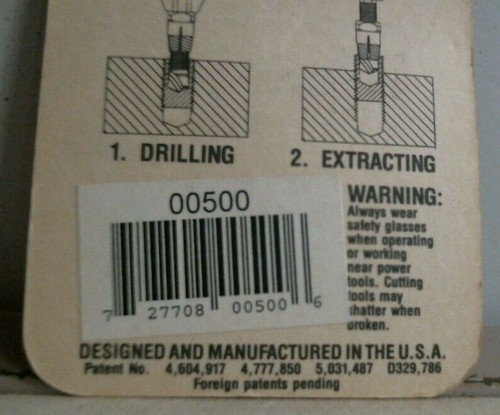 1. DRILLING
2. EXTRACTING
00500
7 27708 00500 6
WARNING:
Always wear
safety glasses
when operating
or working
near power
tools. Cutting
tools may
shatter when
broken.
DESIGNED AND MANUFACTURED IN THE U.S.A.
Patent No. 4,604,917 4,777,850 5,031,487 D329,786
Foreign patents pending